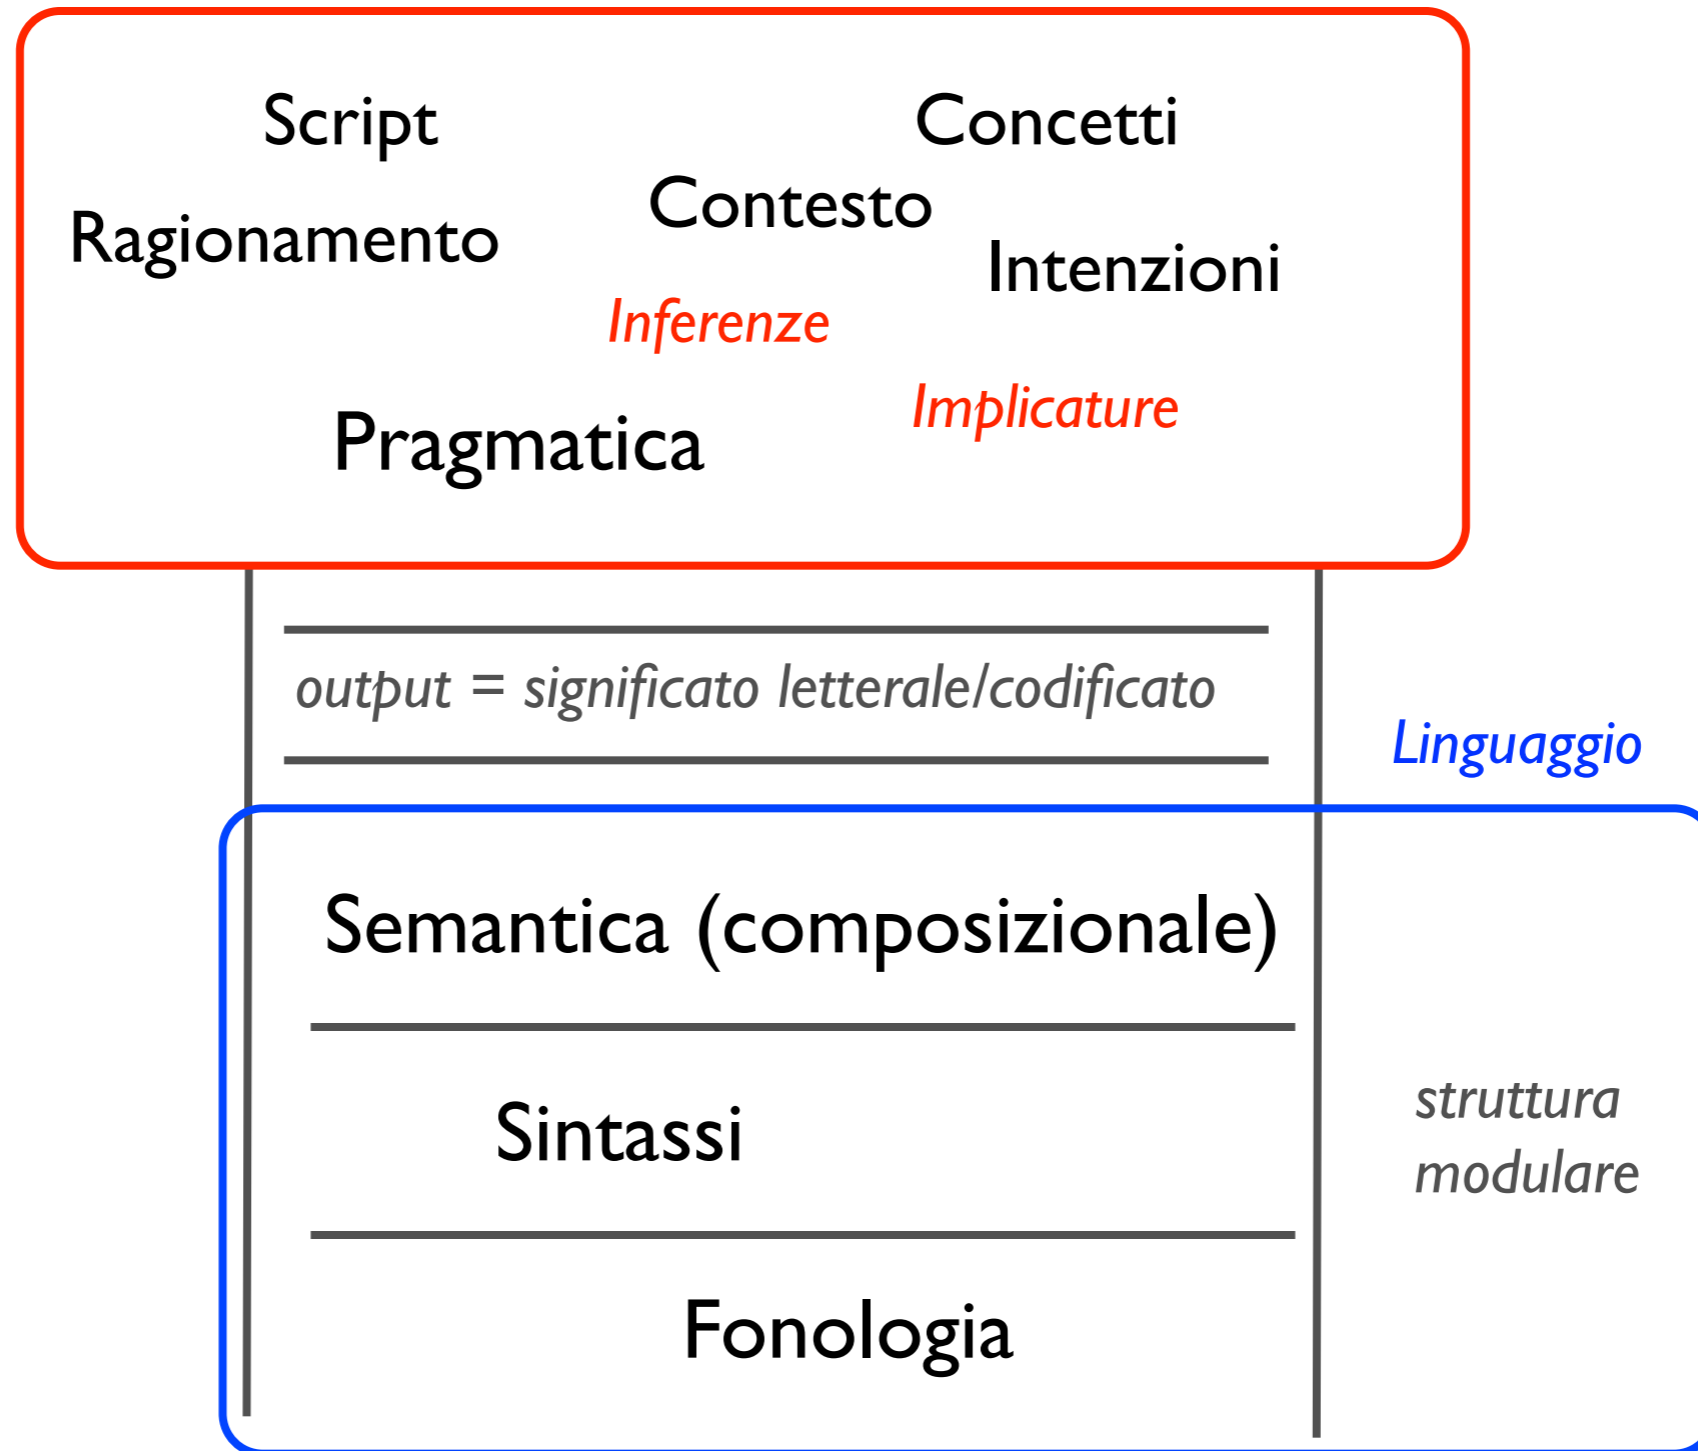 Script
Concetti
Contesto
Ragionamento
Intenzioni
Inferenze
Implicature
Pragmatica
output = significato letterale/codificato
Linguaggio
Semantica (composizionale)
Sintassi
struttura
modulare
Fonologia